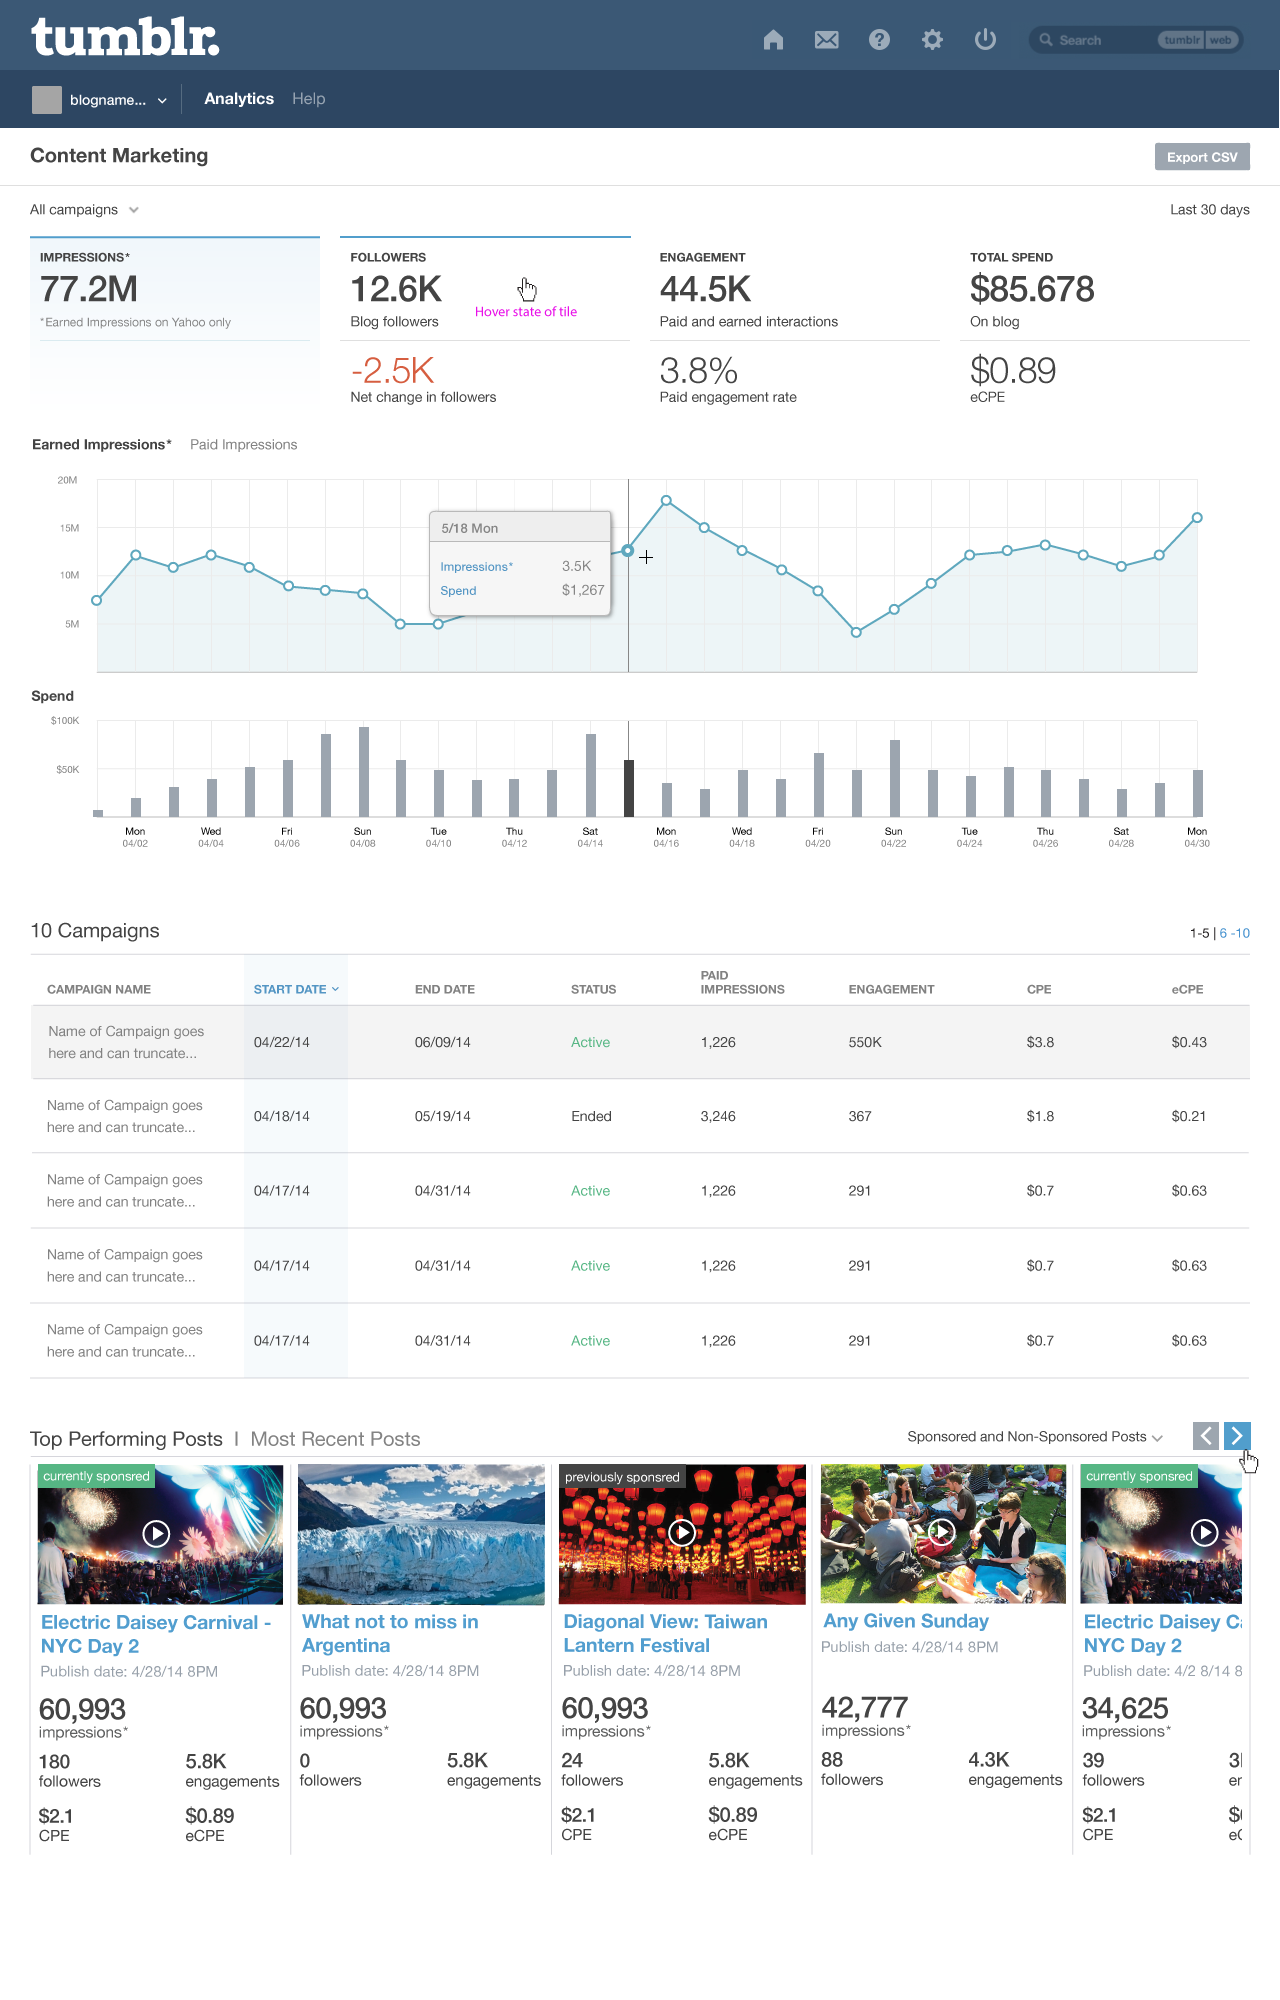 tumblr.
Search
tumblr
web
blogname...
Analytics
Help
Content Marketing
Export CSV
All campaigns
Last 30 days
IMPRESSIONS*
77.2M
*Earned Impressions on Yahoo only
FOLLOWERS
12.6K
Blog followers
Hover state of tile
-2.5K
Net change in followers
ENGAGEMENT
44.5K
Paid and earned interactions
3.8%
Paid engagement rate
TOTAL SPEND
$85.678
On blog
$0.89
eCPE
Earned Impressions*
Paid Impressions
20M
15M
10M
5M
5/18 Mon
Impressions* 3.5K
Spend $1,267
Spend
$100K
$50K
Mon Wed Fri Sun Tue Thu Sat Mon Wed Fri Sun Tue Thu Sat Mon
04/02 04/04 04/06 04/08 04/10 04/12 04/14 04/16 04/18 04/20 04/22 04/24 04/26 04/28 04/30
10 Campaigns
1-5 | 6 -10
CAMPAIGN NAME
START DATE
END DATE
STATUS
PAID
IMPRESSIONS
ENGAGEMENT
CPE
eCPE
Name of Campaign goes
here and can truncate...
04/22/14 06/09/14 Active 1,226 550K $3.8 $0.43
Name of Campaign goes
here and can truncate...
04/18/14 05/19/14 Ended 3,246 367 $1.8 $0.21
Name of Campaign goes
here and can truncate...
04/17/14 04/31/14 Active 1,226 291 $0.7 $0.63
Name of Campaign goes
here and can truncate...
04/17/14 04/31/14 Active 1,226 291 $0.7 $0.63
Name of Campaign goes
here and can truncate...
04/17/14 04/31/14 Active 1,226 291 $0.7 $0.63
Top Performing Posts | Most Recent Posts
Sponsored and Non-Sponsored Posts
currently sponsred
Electric Daisey Carnival -
NYC Day 2
Publish date: 4/28/14 8PM
60,993
impressions*
180 5.8K
followers engagements
$2.1 $0.89
CPE eCPE
What not to miss in
Argentina
Publish date: 4/28/14 8PM
60,993
impressions*
0 5.8K
followers engagements
previously sponsred
Diagonal View: Taiwan
Lantern Festival
Publish date: 4/28/14 8PM
60,993
impressions*
24 5.8K
followers engagements
$2.1 $0.89
CPE eCPE
Any Given Sunday
Publish date: 4/28/14 8PM
42,777
impressions*
88 4.3K
followers engagements
currently sponsred
Electric Daisey
NYC Day 2
Publish date: 4/2 8/14 8
34,625
impressions*
39
followers
$2.1
CPE